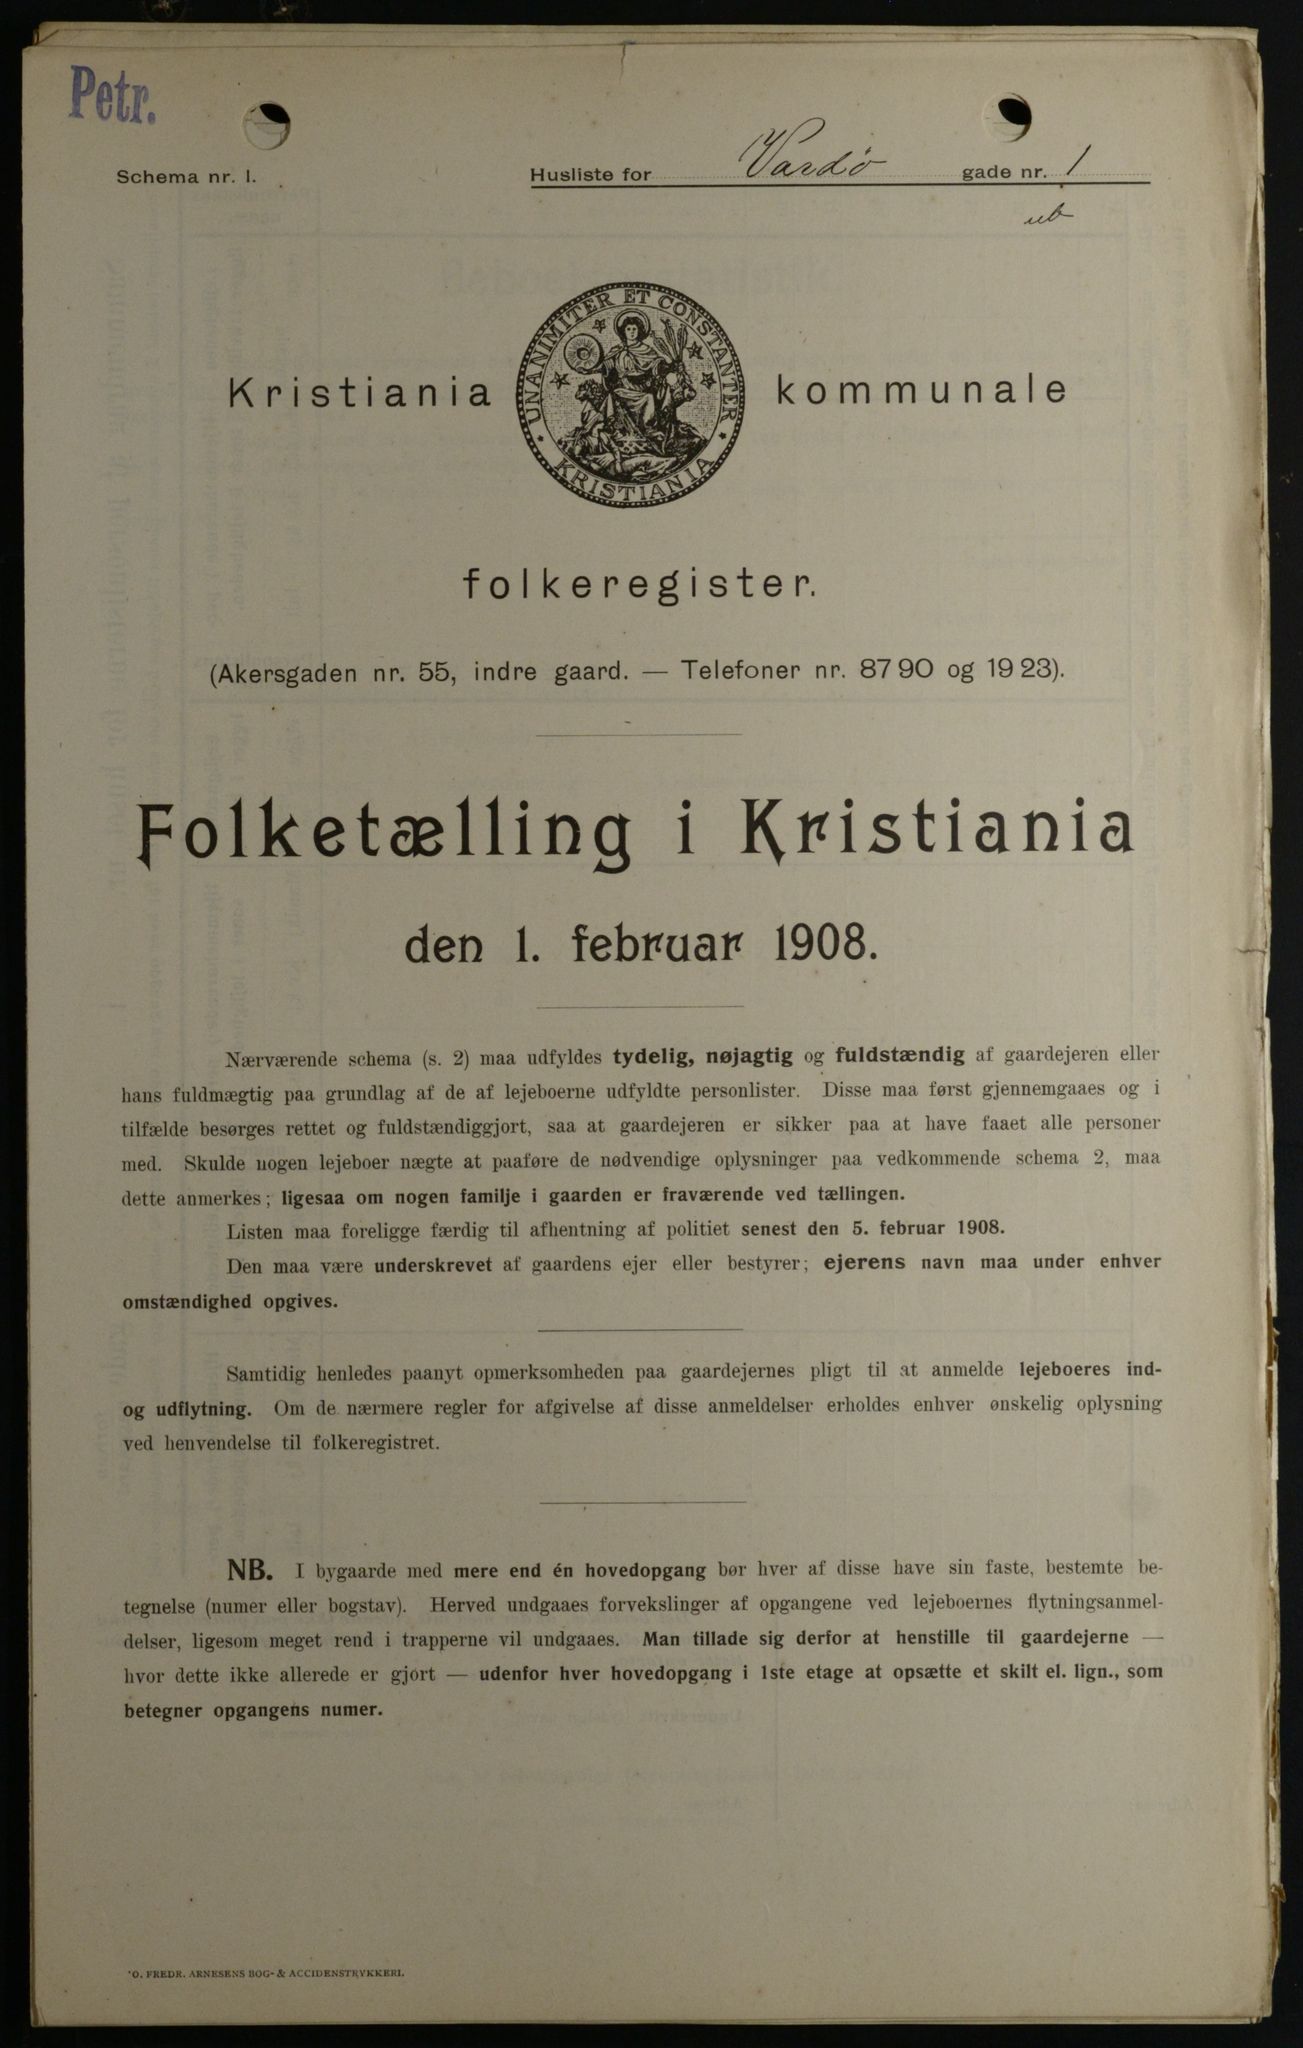 Petr.
Schema nr. 1.
Husliste for Vardø gade nr. 1
ub
UNANIMITER ET CONSTANTER
KRISTIANIA
Kristiania kommunale
folkeregister.
(Akersgaden nr. 55, indre gaard. — Telefoner nr. 87 90 og 19 23).
Folketælling i Kristiania
den 1. februar 1908.
Nærværende schema (s. 2) maa udfyldes tydelig, nøjagtig og fuldstændig af gaardejeren eller
hans fuldmægtig paa grundlag af de af lejeboerne udfyldte personlister. Disse maa først gjennemgaaes og i
tilfælde besørges rettet og fuldstændiggjort, saa at gaardejeren er sikker paa at have faaet alle personer
med. Skulde nogen lejeboer nægte at paaføre de nødvendige oplysninger paa vedkommende schema 2, maa
dette anmerkes; ligesaa om nogen familje i gaarden er fraværende ved tællingen.
Listen maa foreligge færdig til afhentning af politiet senest den 5. februar 1908.
Den maa være underskrevet af gaardens ejer eller bestyrer; ejerens navn maa under enhver
omstændighed opgives.
Samtidig henledes paanyt opmerksomheden paa gaardejernes pligt til at anmelde lejeboeres ind-
og udflytning. Om de nærmere regler for afgivelse af disse anmeldelser erholdes enhver ønskelig oplysning
ved henvendelse til folkeregistret.
NB. I bygaarde med mere end én hovedopgang bør hver af disse have sin faste, bestemte be-
tegnelse (numer eller bogstav). Herved undgaaes forvekslinger af opgangene ved lejeboernes flytningsanmel-
delser, ligesom meget rend i trapperne vil undgaaes. Man tillade sig derfor at henstille til gaardejerne —
hvor dette ikke allerede er gjort — udenfor hver hovedopgang i 1ste etage at opsætte et skilt el. lign., som
betegner opgangens numer.
O. FREDR. ARNESENS BOG- & ACCIDENSTRYKKERI.